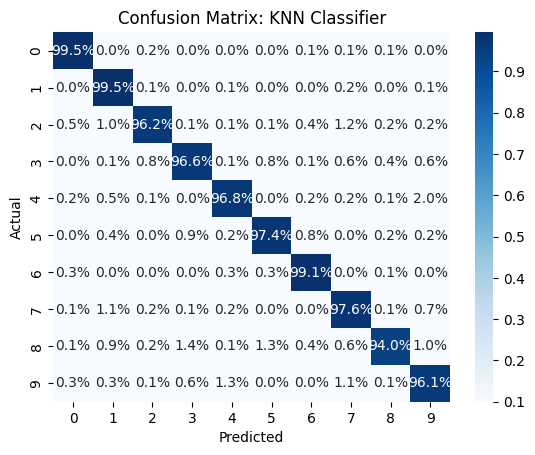 Confusion Matrix: KNN Classifier
0 99.5% 0.0% 0.2% 0.0% 0.0% 0.0% 0.1% 0.1% 0.1% 0.0%
1 0.0% 99.5% 0.1% 0.0% 0.1% 0.0% 0.0% 0.2% 0.0% 0.1%
2 0.5% 1.0% 96.2% 0.1% 0.1% 0.1% 0.4% 1.2% 0.2% 0.2%
3 0.0% 0.1% 0.8% 96.6% 0.1% 0.8% 0.1% 0.6% 0.4% 0.6%
4 0.2% 0.5% 0.1% 0.0% 96.8% 0.0% 0.2% 0.2% 0.1% 2.0%
5 0.0% 0.4% 0.0% 0.9% 0.2% 97.4% 0.8% 0.0% 0.2% 0.2%
6 0.3% 0.0% 0.0% 0.0% 0.3% 0.3% 99.1% 0.0% 0.1% 0.0%
7 0.1% 1.1% 0.2% 0.1% 0.2% 0.0% 0.0% 97.6% 0.1% 0.7%
8 0.1% 0.9% 0.2% 1.4% 0.1% 1.3% 0.4% 0.6% 94.0% 1.0%
9 0.3% 0.3% 0.1% 0.6% 1.3% 0.0% 0.0% 1.1% 0.1% 96.1%
0 1 2 3 4 5 6 7 8 9
Predicted
Actual
0.9
0.8
0.7
0.6
0.5
0.4
0.3
0.2
0.1